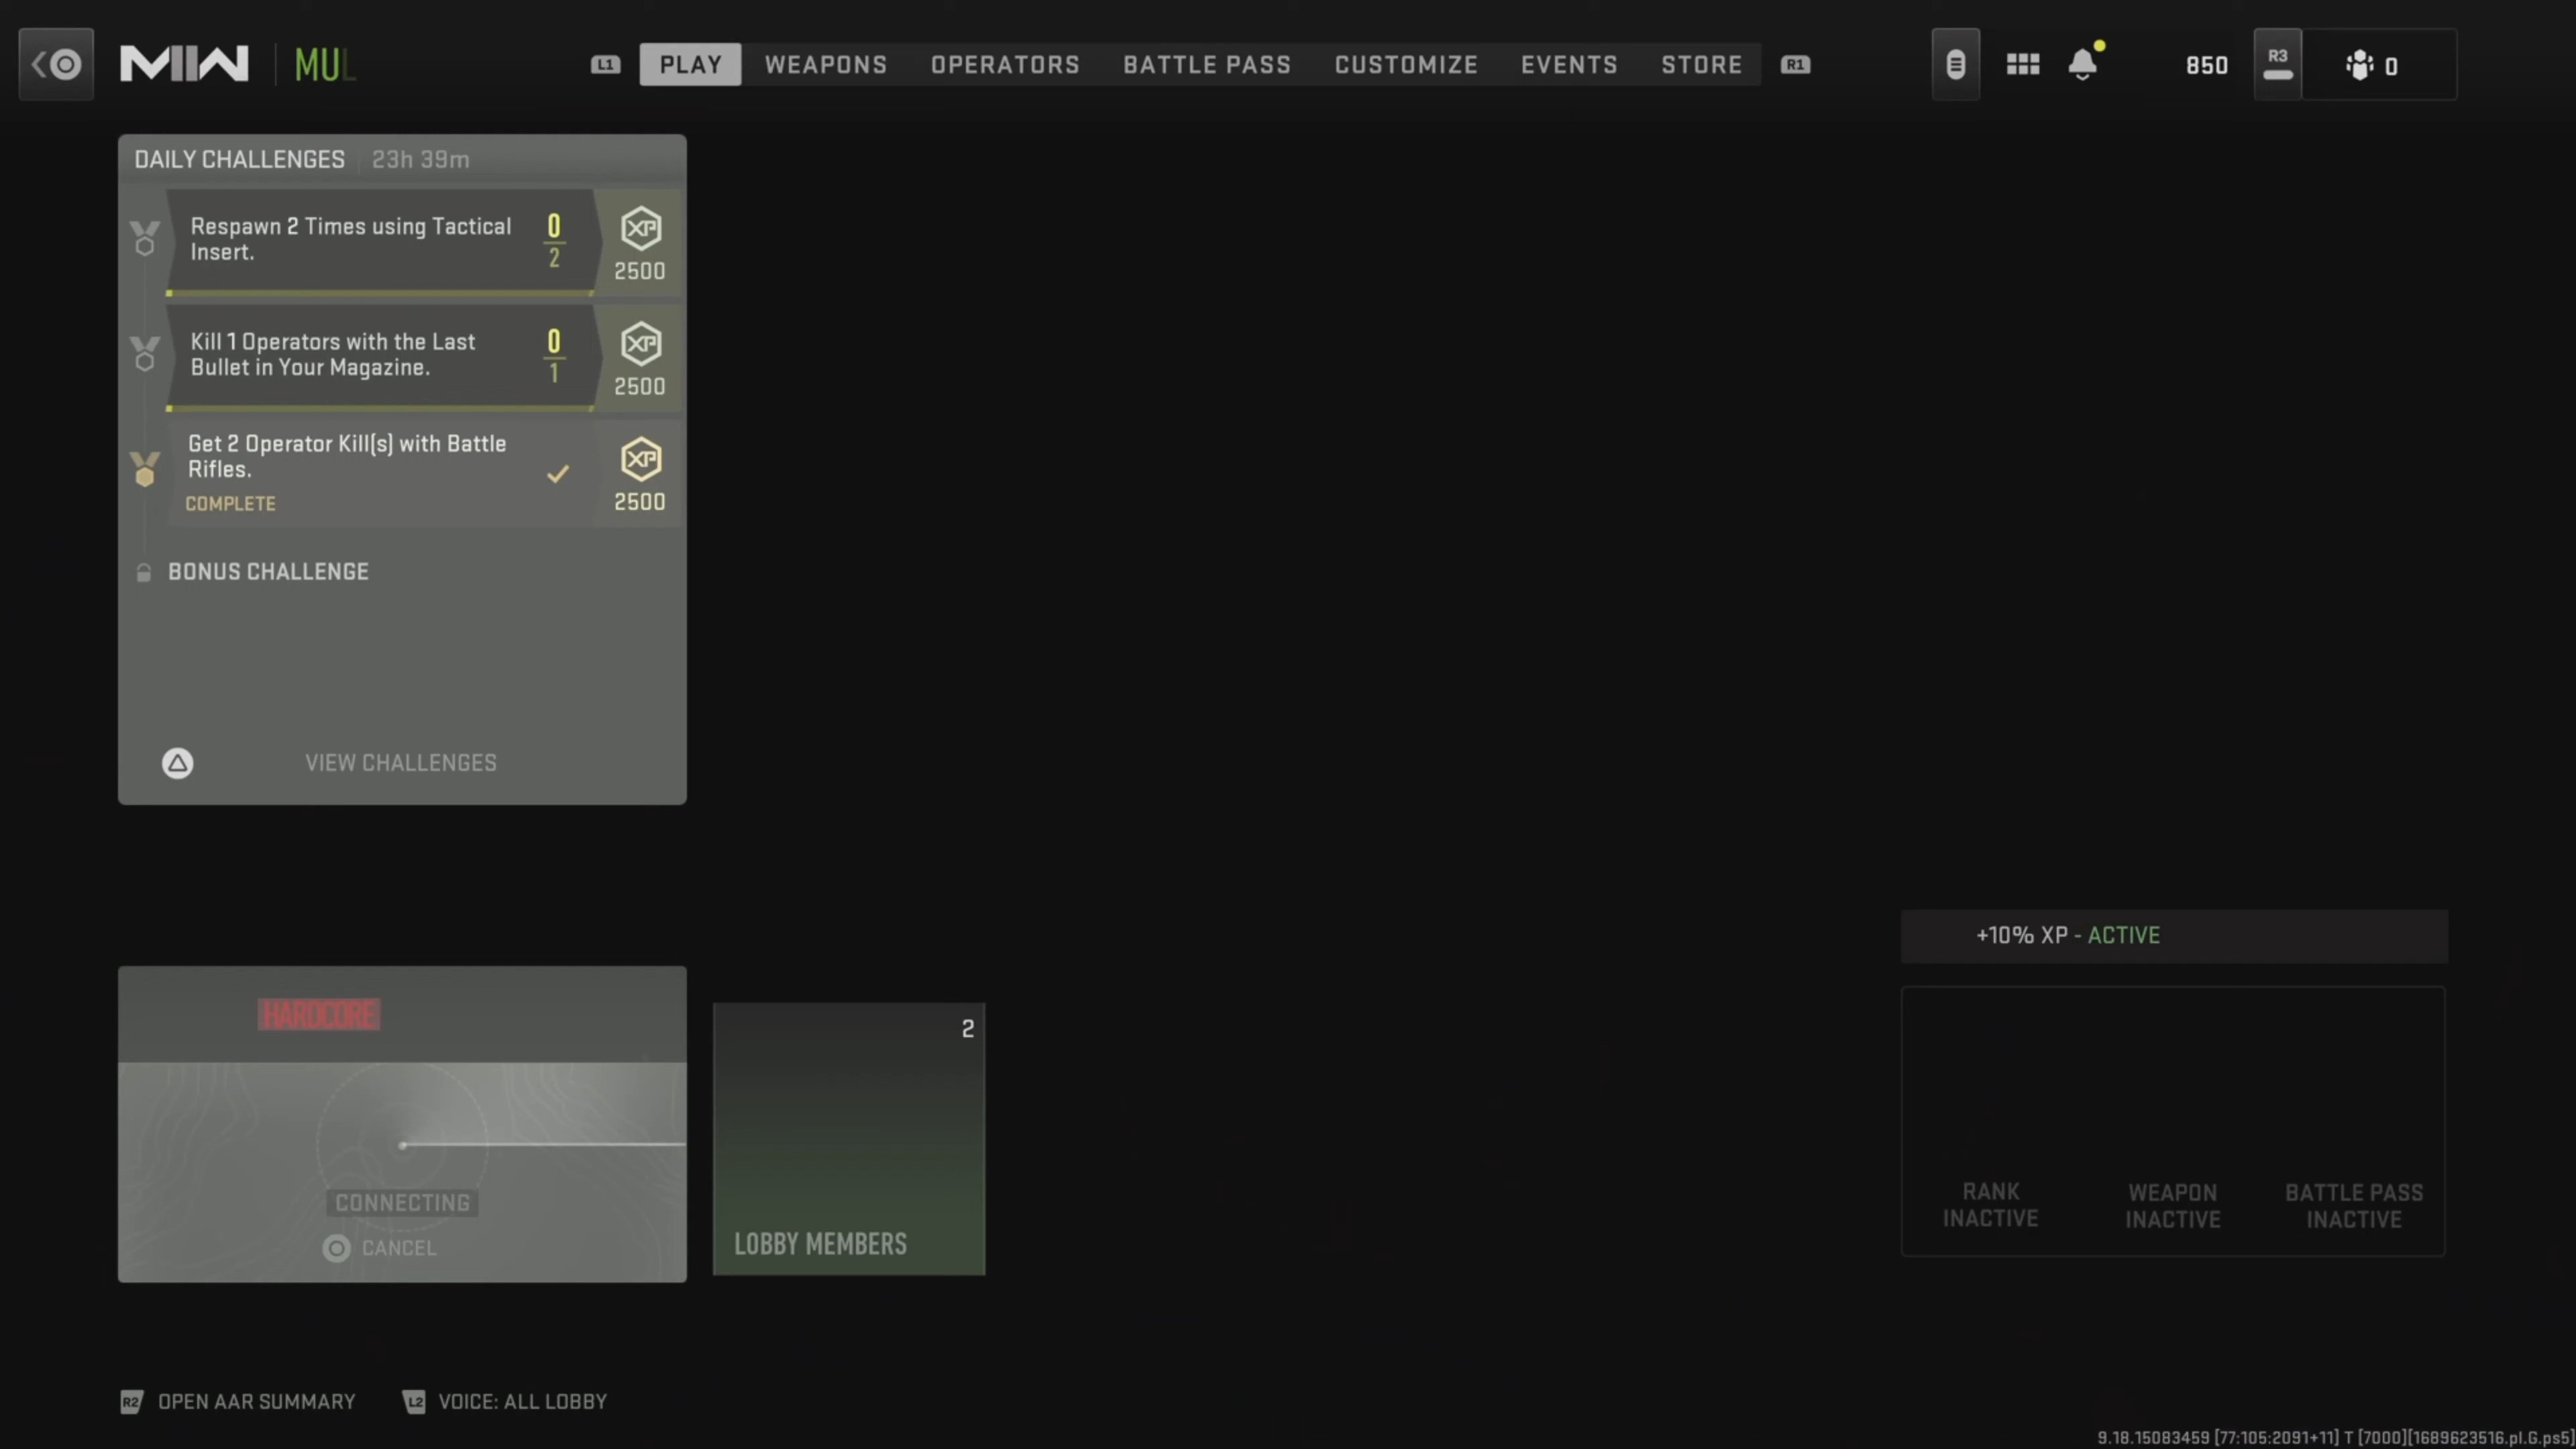 MW MUL L1 PLAY WEAPONS OPERATORS BATTLE PASS CUSTOMIZE EVENTS STORE R1 850 R3 0
DAILY CHALLENGES 23h 39m
Respawn 2 Times using Tactical
Insert.
0
2
XP
2500
Kill 1 Operators with the Last
Bullet in Your Magazine.
0
1
XP
2500
Get 2 Operator Kill(s) with Battle
Rifles.
COMPLETE
XP
2500
BONUS CHALLENGE
VIEW CHALLENGES
+10% XP - ACTIVE
HARDCORE
CONNECTING
CANCEL
2
LOBBY MEMBERS
RANK
INACTIVE
WEAPON
INACTIVE
BATTLE PASS
INACTIVE
R2 OPEN AAR SUMMARY L2 VOICE: ALL LOBBY
9.18.15083459 [77:105:2091+11] T [7000][1689623516.pl.G.ps5]